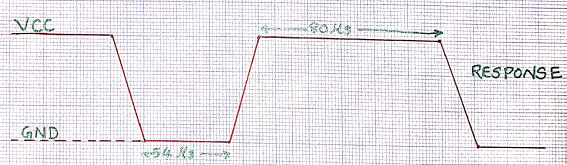 VCC
80 μs
RESPONSE
GND
54 μs